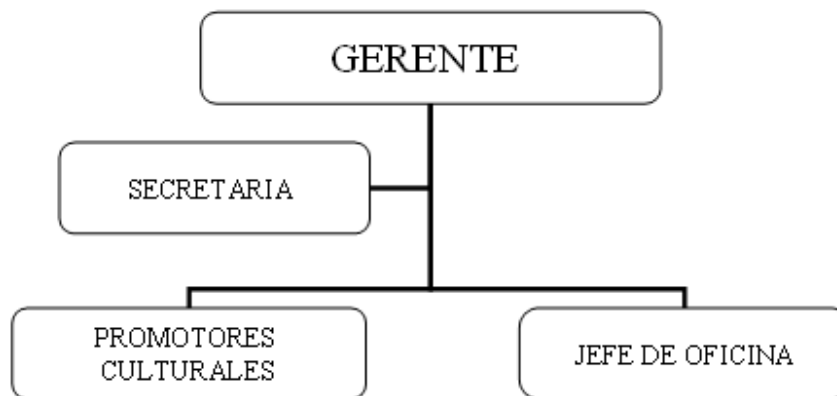 GERENTE
SECRETARIA
PROMOTORES
CULTURALES
JEFE DE OFICINA